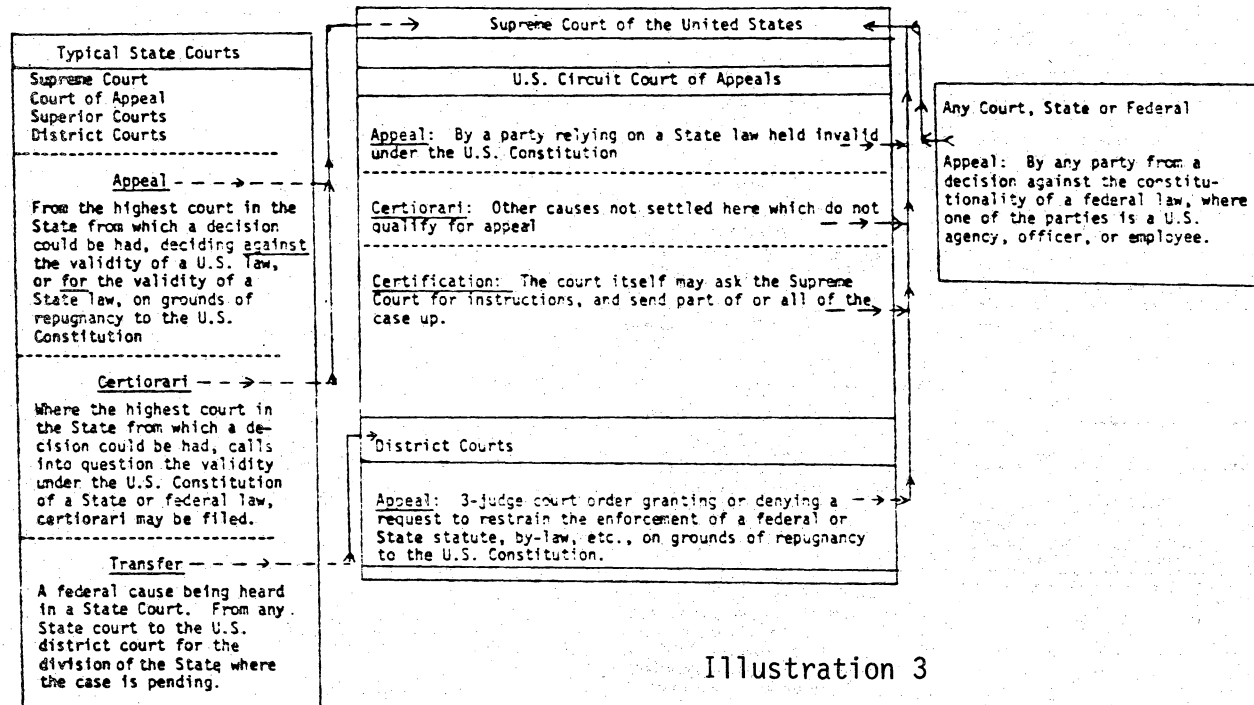 Typical State Courts
Supreme Court
Court of Appeal
Superior Courts
District Courts
Appeal
From the highest court in the
State from which a decision
could be had, deciding against
the validity of a U.S. law,
or for the validity of a
State law, on grounds of
repugnancy to the U.S.
Constitution
Certiorari
Where the highest court in
the State from which a de-
cision could be had, calls
into question the validity
under the U.S. Constitution
of a State or federal law,
certiorari may be filed.
Transfer
A federal cause being heard
in a State Court. From any
State court to the U.S.
district court for the
division of the State where
the case is pending.
Supreme Court of the United States
U.S. Circuit Court of Appeals
Appeal: By a party relying on a State law held invalid
under the U.S. Constitution
Certiorari: Other causes not settled here which do not
qualify for appeal
Certification: The court itself may ask the Supreme
Court for instructions, and send part of or all of the
case up.
District Courts
Appeal: 3-judge court order granting or denying a
request to restrain the enforcement of a federal or
State statute, by-law, etc., on grounds of repugnancy
to the U.S. Constitution.
Any Court, State or Federal
Appeal: By any party from a
decision against the constitu-
tionality of a federal law, where
one of the parties is a U.S.
agency, officer, or employee.
Illustration 3